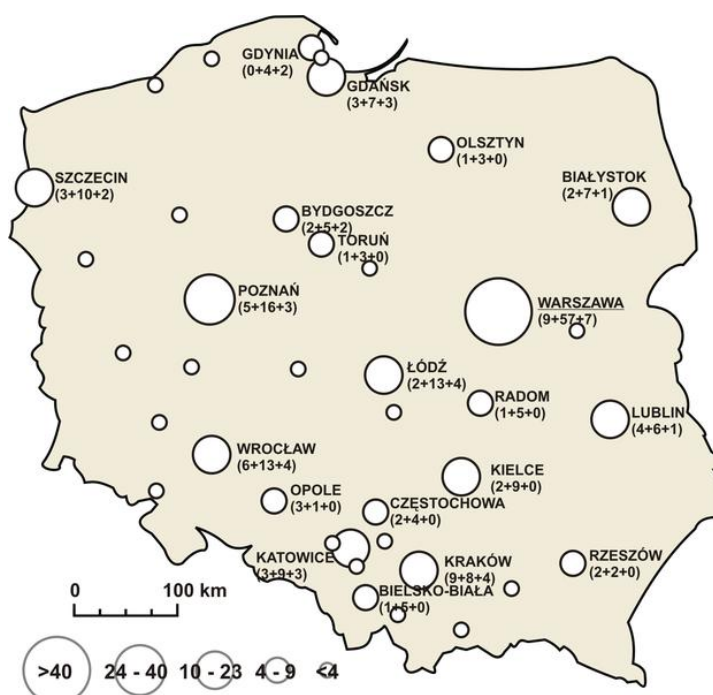 GDYNIA
(0+4+2)
GDAŃSK
(3+7+3)
OLSZTYN
(1+3+0)
SZCZECIN
(3+10+2)
BIAŁYSTOK
(2+7+1)
BYDGOSZCZ
(2+5+2)
TORUŃ
(1+3+0)
POZNAŃ
(5+16+3)
WARSZAWA
(9+57+7)
ŁÓDŹ
(2+13+4)
RADOM
(1+5+0)
LUBLIN
(4+6+1)
WROCŁAW
(6+13+4)
KIELCE
(2+9+0)
OPOLE
(3+1+0)
CZĘSTOCHOWA
(2+4+0)
KATOWICE
(3+9+3)
KRAKÓW
(9+8+4)
RZESZÓW
(2+2+0)
BIELSKO-BIAŁA
(1+5+0)
0 100 km
>40 24 - 40 10 - 23 4 - 9 <4